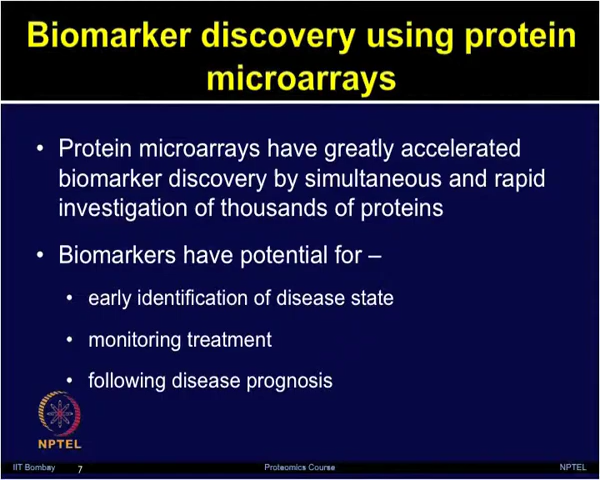 Biomarker discovery using protein
microarrays
• Protein microarrays have greatly accelerated
biomarker discovery by simultaneous and rapid
investigation of thousands of proteins
• Biomarkers have potential for –
• early identification of disease state
• monitoring treatment
• following disease prognosis
NPTEL
IIT Bombay 7 Proteomics Course NPTEL